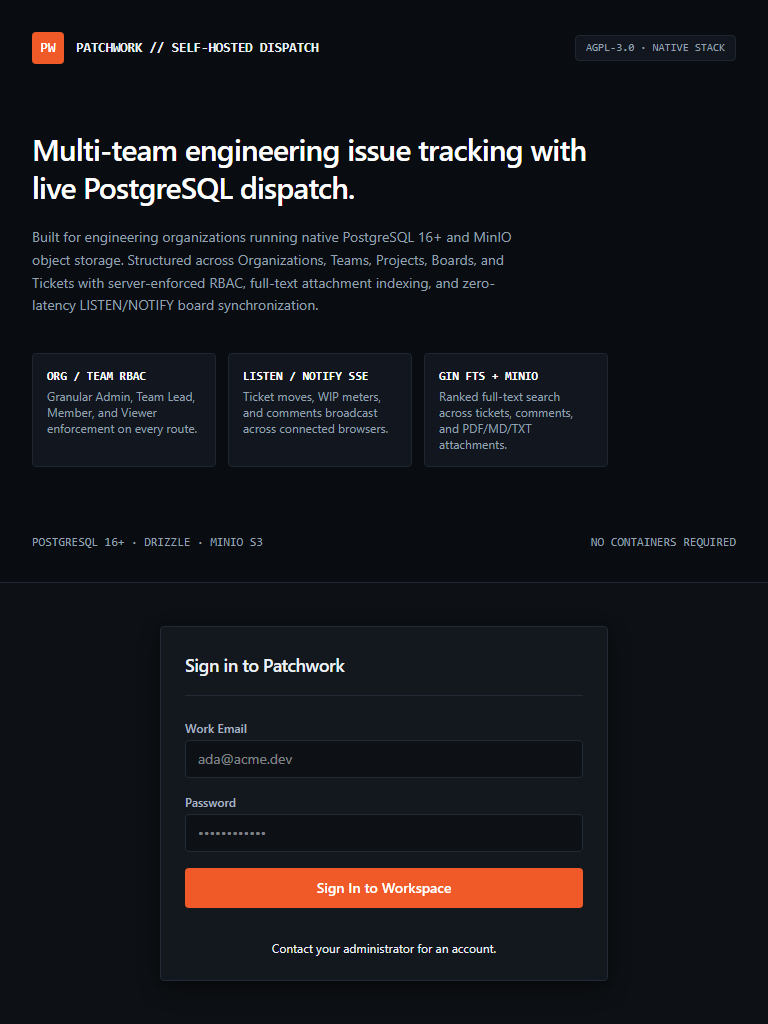 PW
PATCHWORK // SELF-HOSTED DISPATCH
AGPL-3.0 · NATIVE STACK
Multi-team engineering issue tracking with
live PostgreSQL dispatch.
Built for engineering organizations running native PostgreSQL 16+ and MinIO
object storage. Structured across Organizations, Teams, Projects, Boards, and
Tickets with server-enforced RBAC, full-text attachment indexing, and zero-
latency LISTEN/NOTIFY board synchronization.
ORG / TEAM RBAC
Granular Admin, Team Lead,
Member, and Viewer
enforcement on every route.
LISTEN / NOTIFY SSE
Ticket moves, WIP meters,
and comments broadcast
across connected browsers.
GIN FTS + MINIO
Ranked full-text search
across tickets, comments,
and PDF/MD/TXT
attachments.
POSTGRESQL 16+ · DRIZZLE · MINIO S3
NO CONTAINERS REQUIRED
Sign in to Patchwork
Work Email
ada@acme.dev
Password
••••••••••••
Sign In to Workspace
Contact your administrator for an account.